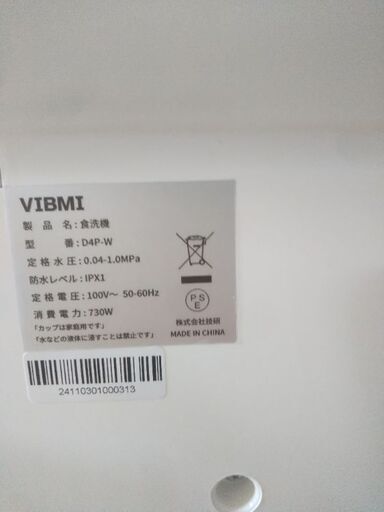 VIBMI
製 品 名:食洗機
型 番:D4P-W
定格水圧:0.04-1.0MPa
防水レベル:IPX1
定格電圧:100V~ 50-60Hz
消費電力:730W
「カップは家庭用です」
「水などの液体に浸すことは禁止です」
P S
E
株式会社技研
MADE IN CHINA
24110301000313